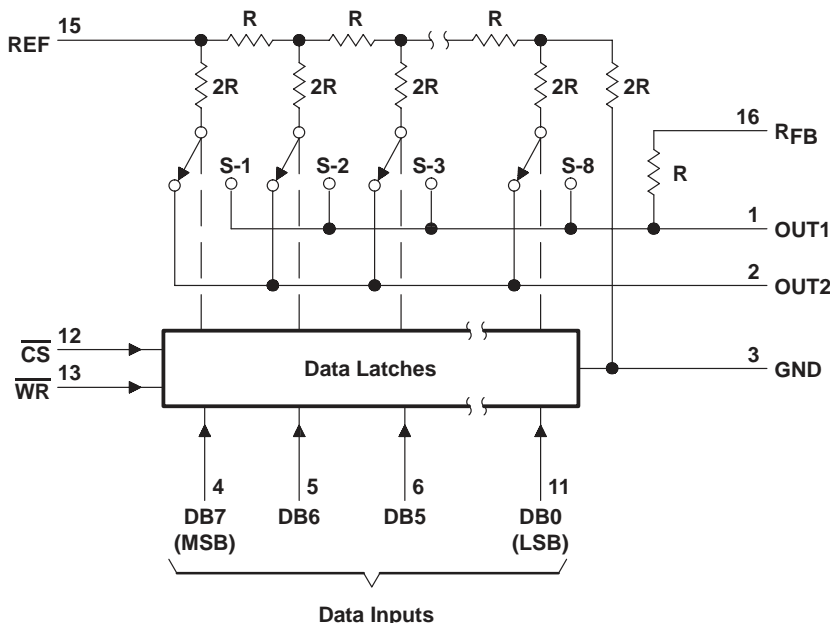 R R R
15
REF
2R 2R 2R 2R 2R
16
RFB
S-1 S-2 S-3 S-8
R
1
OUT1
2
OUT2
12
CS
13
WR
Data Latches
3
GND
4 5 6 11
DB7 DB6 DB5 DB0
(MSB) (LSB)
Data Inputs